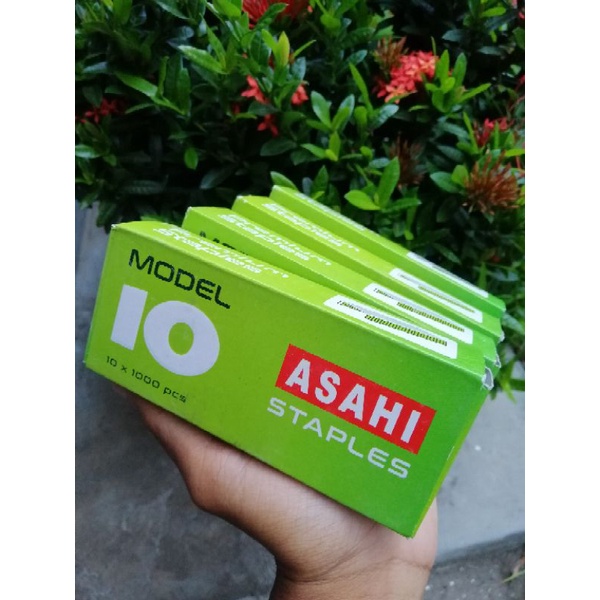 MODEL
10
10 x 1000 pcs
ASAHI
STAPLES